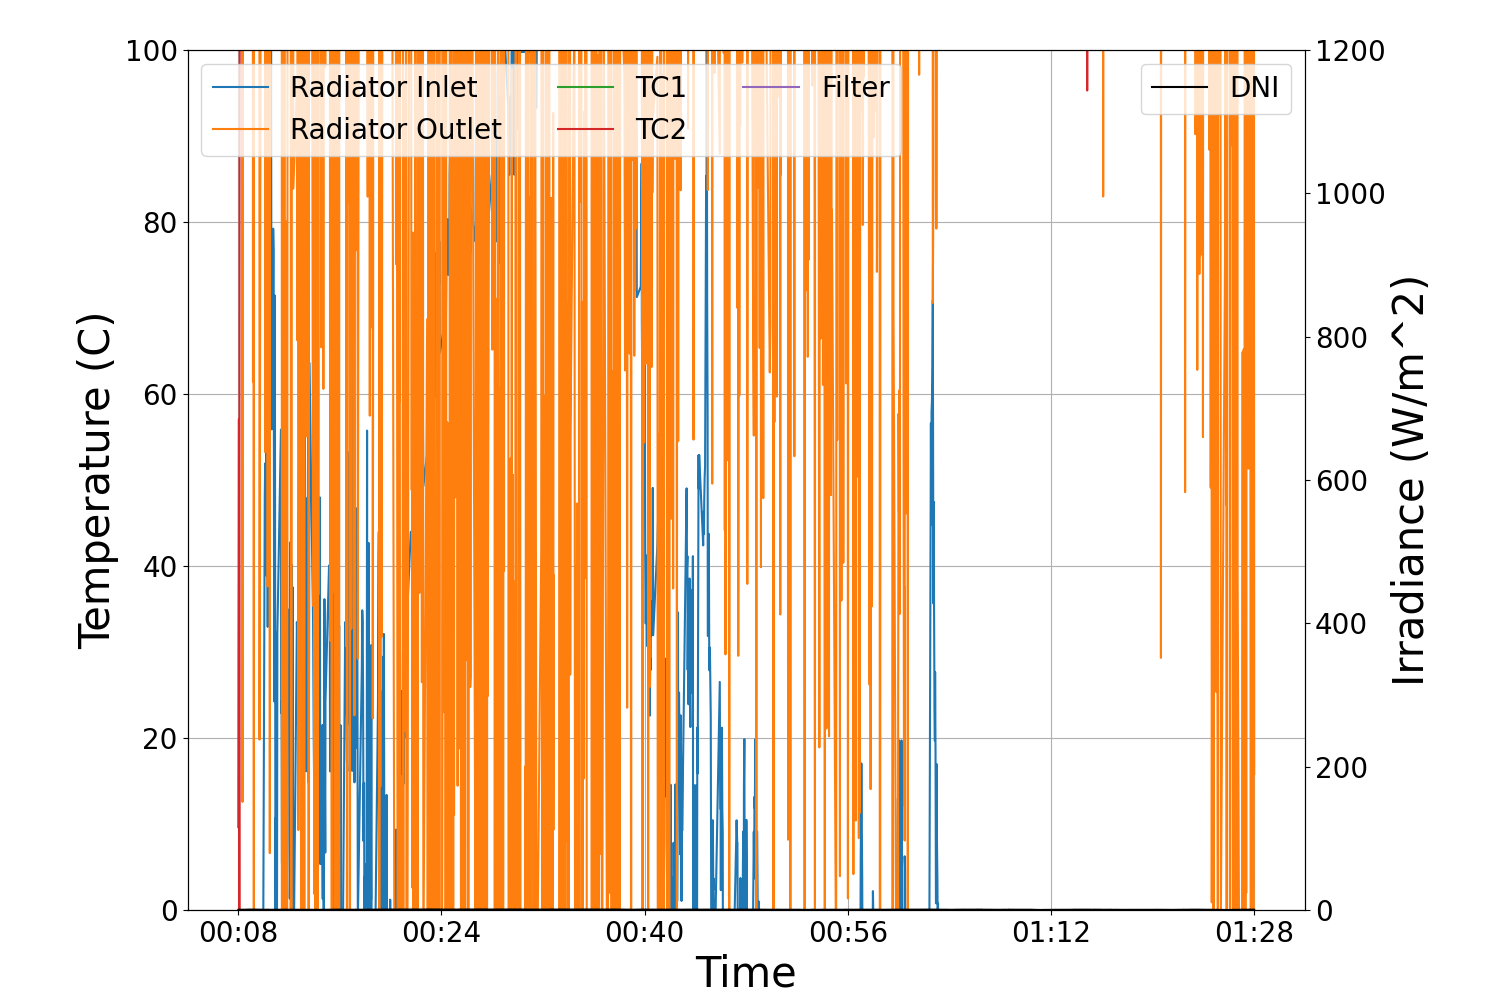 100
80
60
40
20
0
Temperature (C)
Radiator Inlet
Radiator Outlet
TC1
TC2
Filter
DNI
1200
1000
800
600
400
200
0
Irradiance (W/m^2)
00:08 00:24 00:40 00:56 01:12 01:28
Time